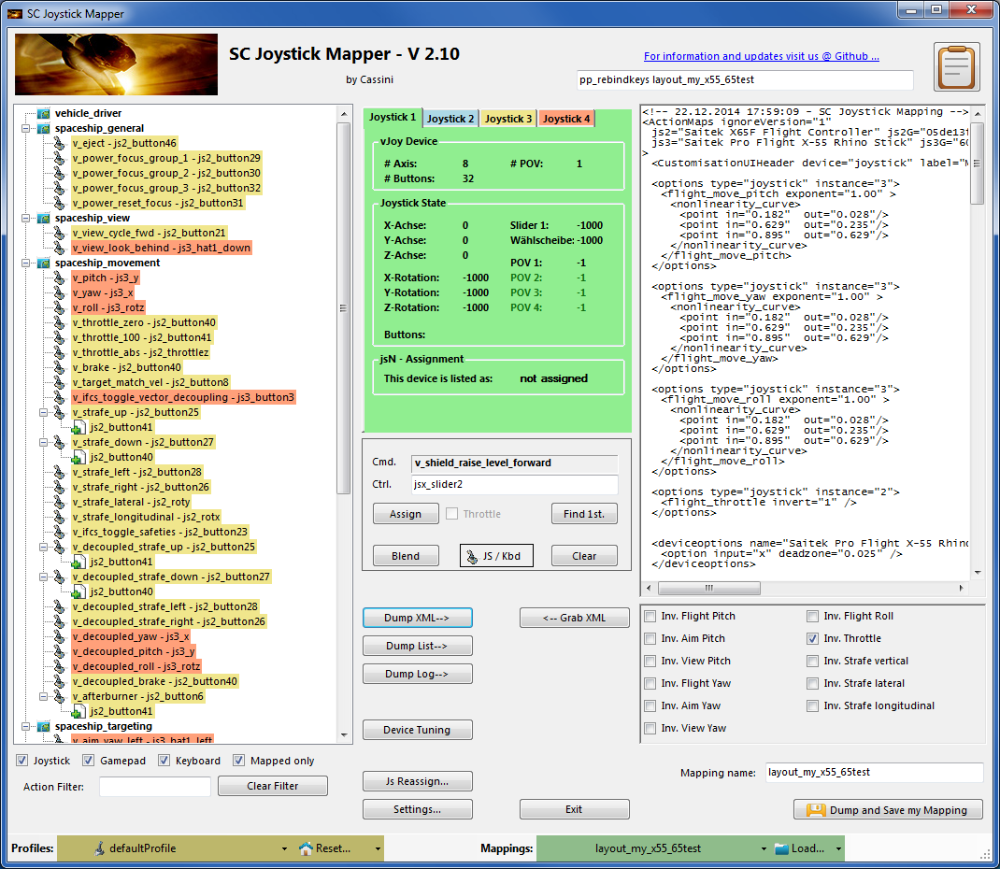 SC Joystick Mapper
SC Joystick Mapper - V 2.10
by Cassini
For information and updates visit us @ Github ...
pp_rebindkeys layout_my_x55_65test
vehicle_driver
spaceship_general
v_eject - js2_button46
v_power_focus_group_1 - js2_button29
v_power_focus_group_2 - js2_button30
v_power_focus_group_3 - js2_button32
v_power_reset_focus - js2_button31
spaceship_view
v_view_cycle_fwd - js2_button21
v_view_look_behind - js3_hat1_down
spaceship_movement
v_pitch - js3_y
v_yaw - js3_x
v_roll - js3_rotz
v_throttle_zero - js2_button40
v_throttle_100 - js2_button41
v_throttle_abs - js2_throttlez
v_brake - js2_button40
v_target_match_vel - js2_button8
v_ifcs_toggle_vector_decoupling - js3_button3
v_strafe_up - js2_button25
js2_button41
v_strafe_down - js2_button27
js2_button40
v_strafe_left - js2_button28
v_strafe_right - js2_button26
v_strafe_lateral - js2_roty
v_strafe_longitudinal - js2_rotx
v_ifcs_toggle_safeties - js2_button23
v_decoupled_strafe_up - js2_button25
js2_button41
v_decoupled_strafe_down - js2_button27
js2_button40
v_decoupled_strafe_left - js2_button28
v_decoupled_strafe_right - js2_button26
v_decoupled_yaw - js3_x
v_decoupled_pitch - js3_y
v_decoupled_roll - js3_rotz
v_decoupled_brake - js2_button40
v_afterburner - js2_button6
js2_button41
spaceship_targeting
v_aim_yaw_left - js3_hat1_left
Joystick Gamepad Keyboard Mapped only
Action Filter: Clear Filter
Joystick 1 Joystick 2 Joystick 3 Joystick 4
vJoy Device
# Axis: 8 # POV: 1
# Buttons: 32
Joystick State
X-Achse: 0 Slider 1: -1000
Y-Achse: 0 Wählscheibe: -1000
Z-Achse: 0
POV 1: -1
X-Rotation: -1000 POV 2: -1
Y-Rotation: -1000 POV 3: -1
Z-Rotation: -1000 POV 4: -1
Buttons:
jsN - Assignment
This device is listed as: not assigned
Cmd. v_shield_raise_level_forward
Ctrl. jsx_slider2
Assign Throttle Find 1st.
Blend JS / Kbd Clear
Dump XML--> <-- Grab XML
Dump List-->
Dump Log-->
Device Tuning
Js Reassign...
Settings... Exit
<!-- 22.12.2014 17:59:09 - SC Joystick Mapping -->
<ActionMaps ignoreVersion="1"
js2="Saitek X65F Flight Controller" js2G="05de13f
js3="Saitek Pro Flight X-55 Rhino Stick" js3G="60
>
<CustomisationUIHeader device="joystick" label="M
<options type="joystick" instance="3">
<flight_move_pitch exponent="1.00" >
<nonlinearity_curve>
<point in="0.182" out="0.028"/>
<point in="0.629" out="0.235"/>
<point in="0.895" out="0.629"/>
</nonlinearity_curve>
</flight_move_pitch>
</options>
<options type="joystick" instance="3">
<flight_move_yaw exponent="1.00" >
<nonlinearity_curve>
<point in="0.182" out="0.028"/>
<point in="0.629" out="0.235"/>
<point in="0.895" out="0.629"/>
</nonlinearity_curve>
</flight_move_yaw>
</options>
<options type="joystick" instance="3">
<flight_move_roll exponent="1.00" >
<nonlinearity_curve>
<point in="0.182" out="0.028"/>
<point in="0.629" out="0.235"/>
<point in="0.895" out="0.629"/>
</nonlinearity_curve>
</flight_move_roll>
</options>
<options type="joystick" instance="2">
<flight_throttle invert="1" />
</options>
<deviceoptions name="Saitek Pro Flight X-55 Rhino
<option input="x" deadzone="0.025" />
</deviceoptions>
Inv. Flight Pitch Inv. Flight Roll
Inv. Aim Pitch Inv. Throttle
Inv. View Pitch Inv. Strafe vertical
Inv. Flight Yaw Inv. Strafe lateral
Inv. Aim Yaw Inv. Strafe longitudinal
Inv. View Yaw
Mapping name: layout_my_x55_65test
Dump and Save my Mapping
Profiles: defaultProfile Reset... Mappings: layout_my_x55_65test Load...